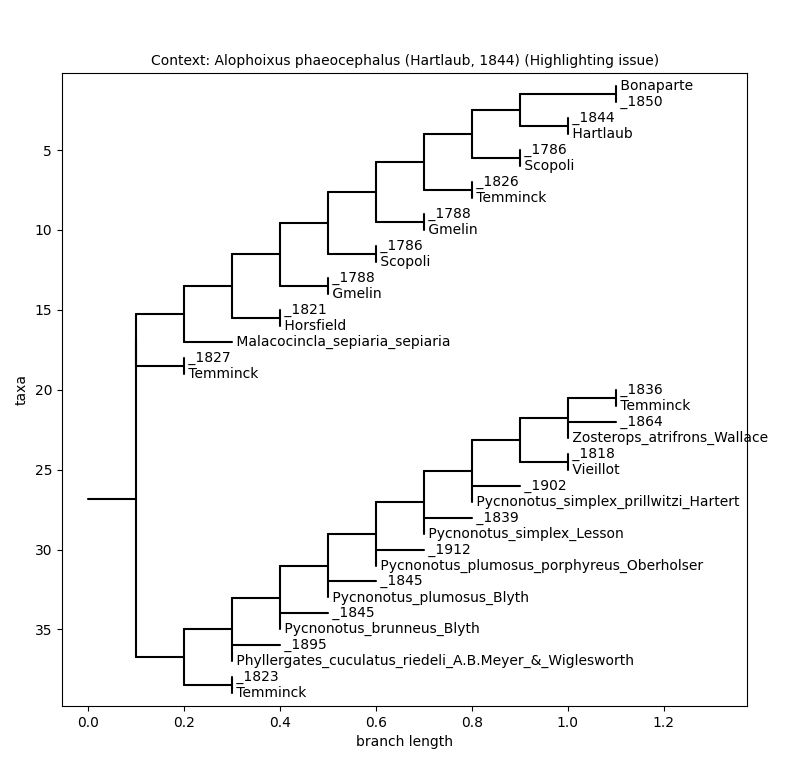 Context: Alophoixus phaeocephalus (Hartlaub, 1844) (Highlighting issue)
Bonaparte
_1850
_1844
Hartlaub
5
_1786
Scopoli
_1826
Temminck
_1788
Gmelin
10
_1786
Scopoli
_1788
Gmelin
_1821
15
Horsfield
Malacocincla_sepiaria_sepiaria
_1827
Temminck
taxa
20
_1836
Temminck
_1864
Zosterops_atrifrons_Wallace
_1818
Vieillot
25
_1902
Pycnonotus_simplex_prillwitzi_Hartert
_1839
Pycnonotus_simplex_Lesson
30
_1912
Pycnonotus_plumosus_porphyreus_Oberholser
_1845
Pycnonotus_plumosus_Blyth
_1845
Pycnonotus_brunneus_Blyth
35
_1895
Phyllergates_cuculatus_riedeli_A.B.Meyer_&_Wiglesworth
_1823
Temminck
0.0 0.2 0.4 0.6 0.8 1.0 1.2
branch length